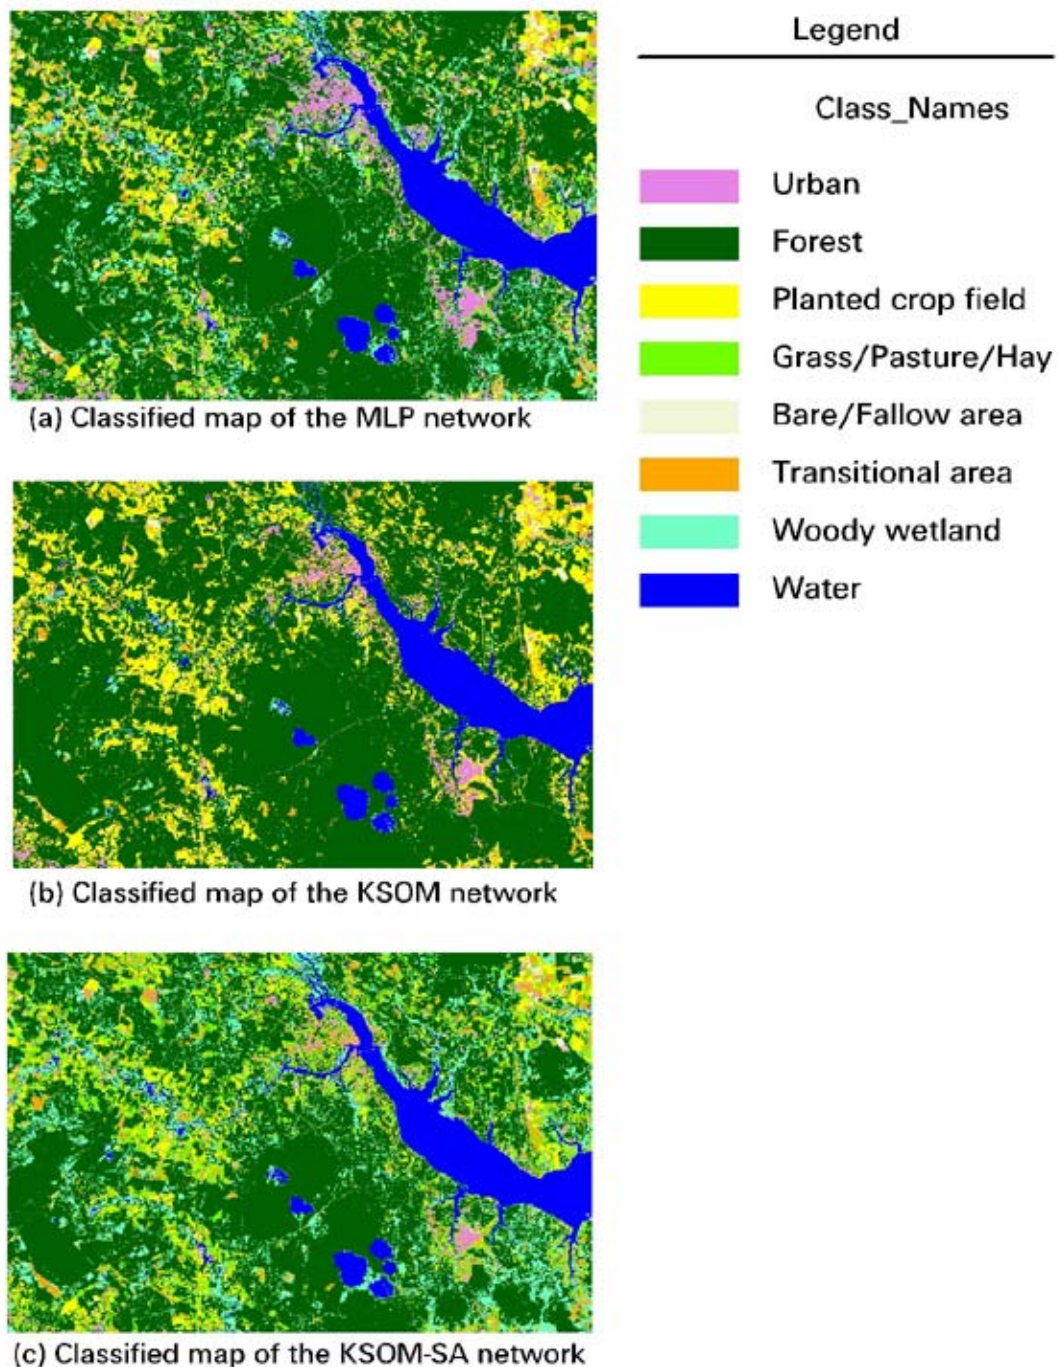 Legend
Class_Names
Urban
Forest
Planted crop field
Grass/Pasture/Hay
Bare/Fallow area
Transitional area
Woody wetland
Water
(a) Classified map of the MLP network
(b) Classified map of the KSOM network
(c) Classified map of the KSOM-SA network